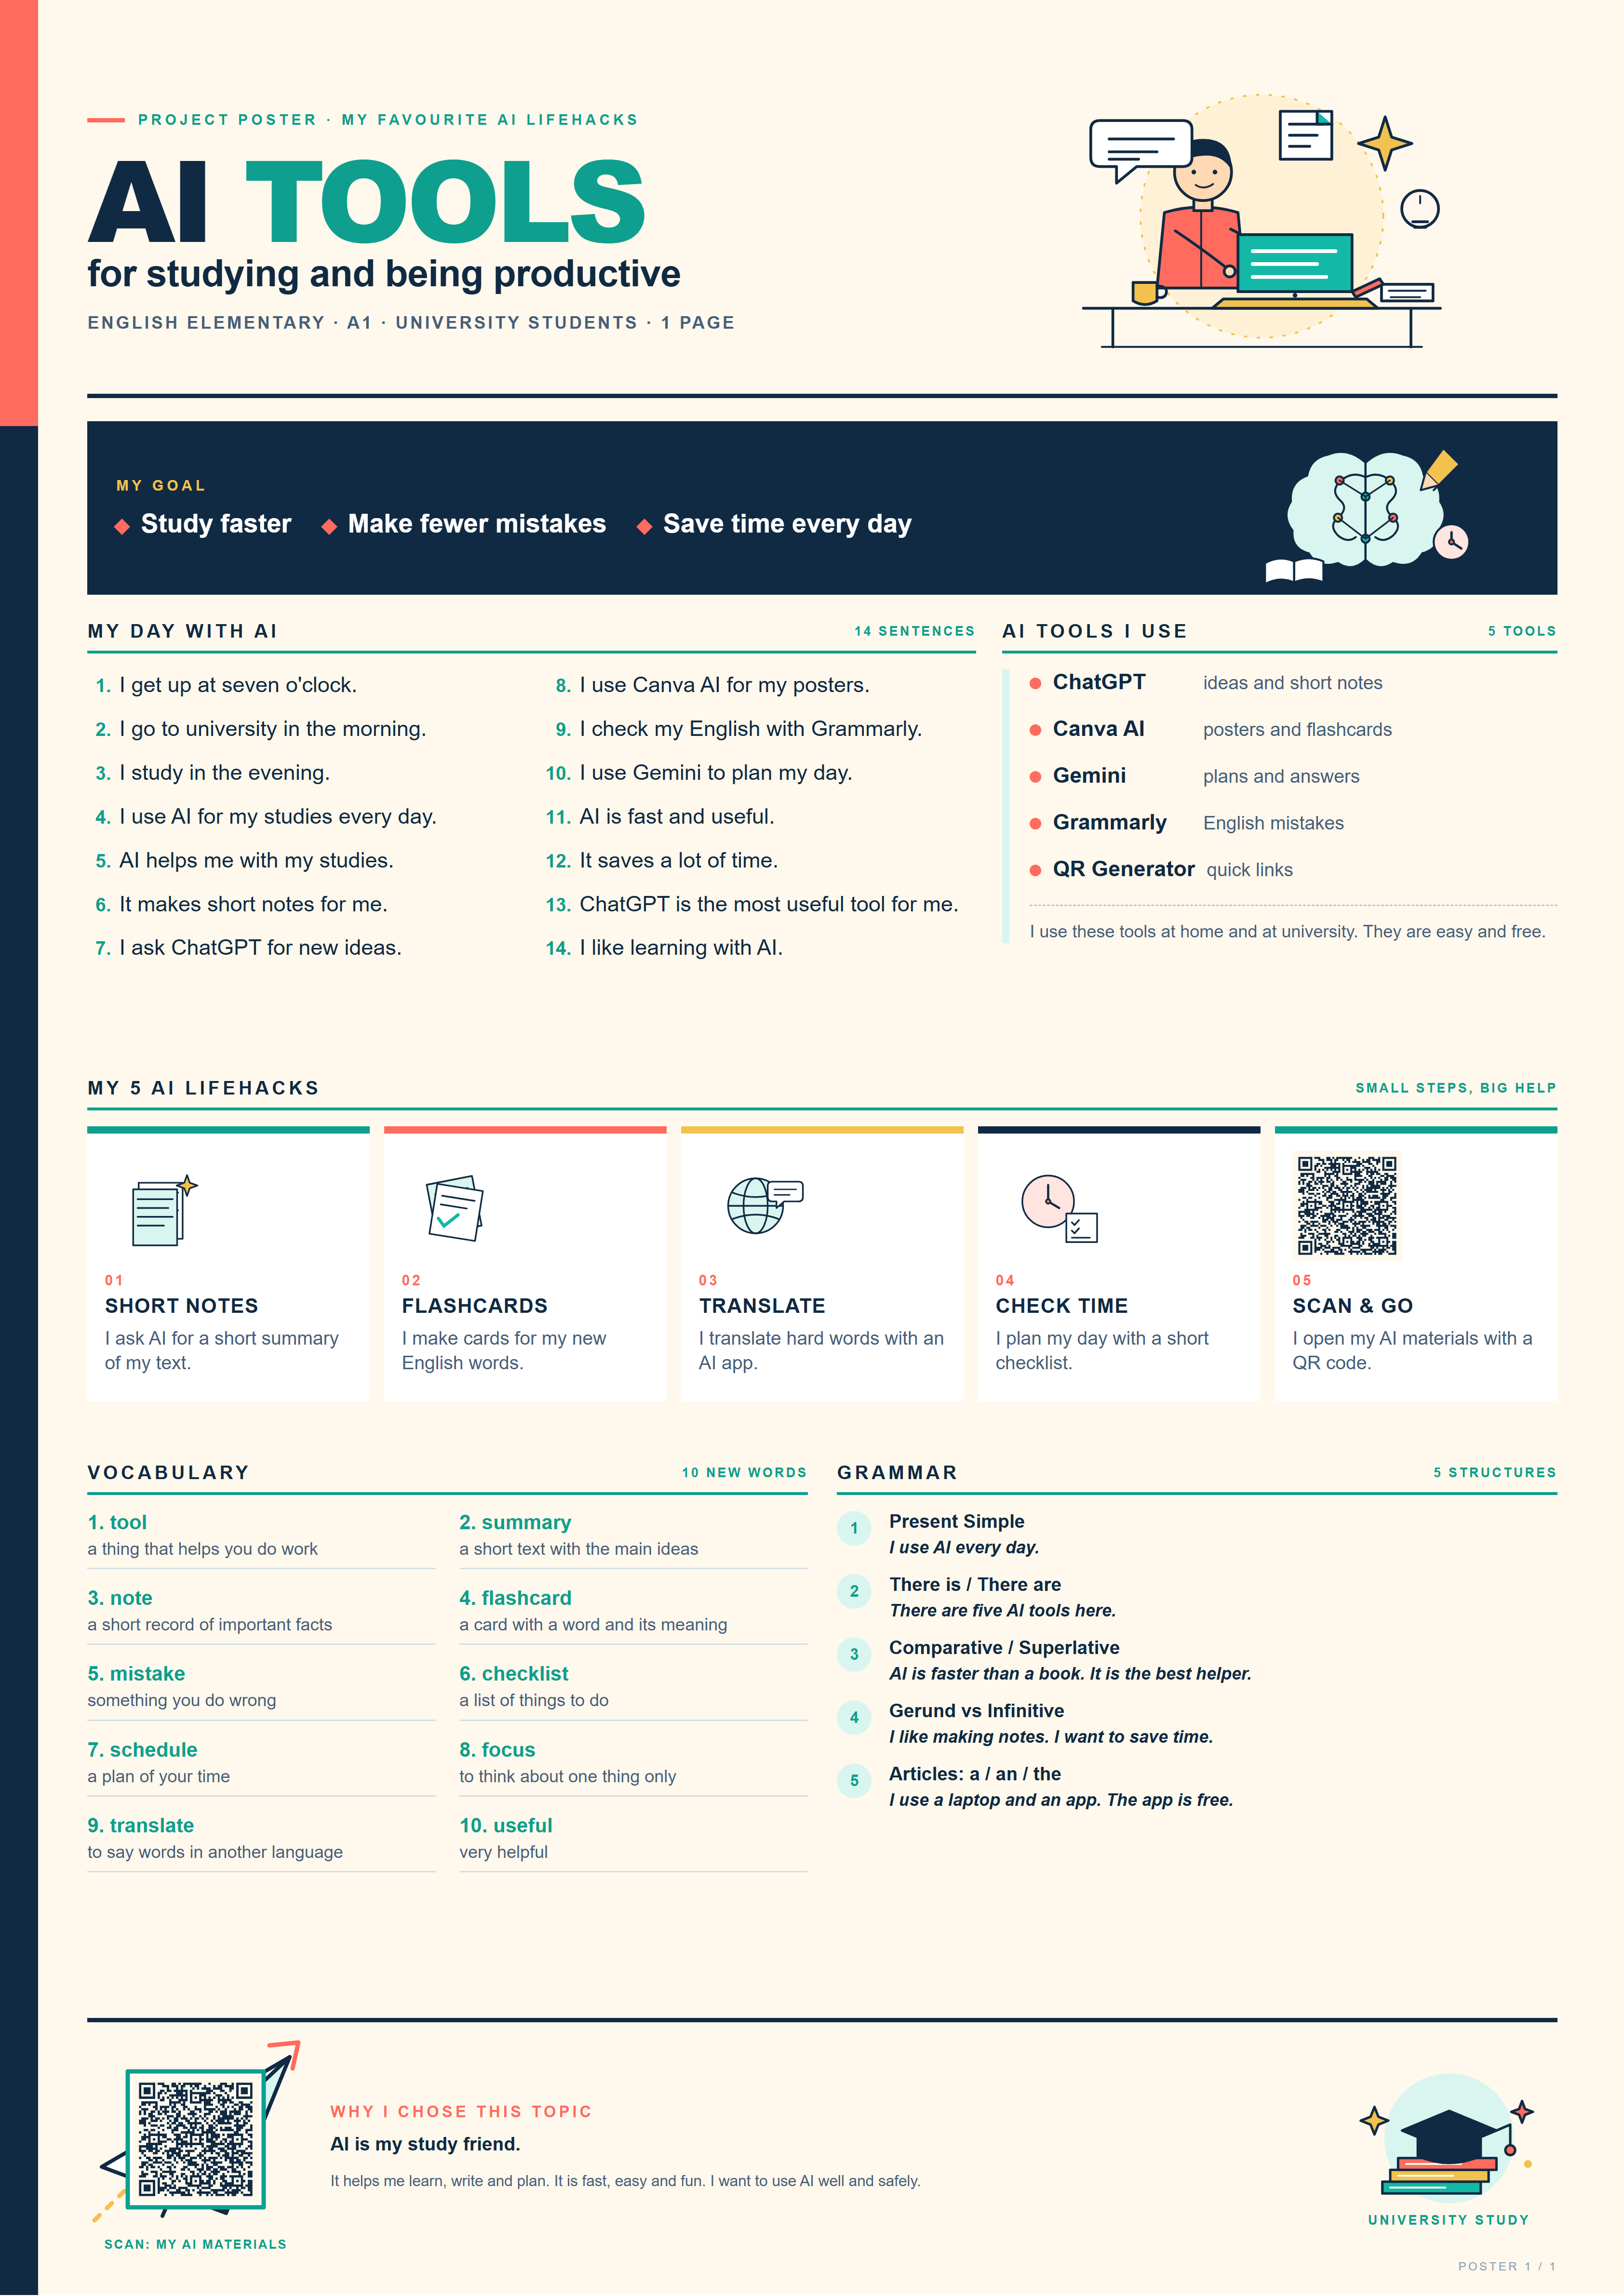 PROJECT POSTER · MY FAVOURITE AI LIFEHACKS
AI TOOLS
for studying and being productive
ENGLISH ELEMENTARY · A1 · UNIVERSITY STUDENTS · 1 PAGE
MY GOAL
Study faster
Make fewer mistakes
Save time every day
MY DAY WITH AI
14 SENTENCES
1. I get up at seven o'clock.
2. I go to university in the morning.
3. I study in the evening.
4. I use AI for my studies every day.
5. AI helps me with my studies.
6. It makes short notes for me.
7. I ask ChatGPT for new ideas.
8. I use Canva AI for my posters.
9. I check my English with Grammarly.
10. I use Gemini to plan my day.
11. AI is fast and useful.
12. It saves a lot of time.
13. ChatGPT is the most useful tool for me.
14. I like learning with AI.
AI TOOLS I USE
5 TOOLS
ChatGPT ideas and short notes
Canva AI posters and flashcards
Gemini plans and answers
Grammarly English mistakes
QR Generator quick links
I use these tools at home and at university. They are easy and free.
MY 5 AI LIFEHACKS
SMALL STEPS, BIG HELP
01
SHORT NOTES
I ask AI for a short summary
of my text.
02
FLASHCARDS
I make cards for my new
English words.
03
TRANSLATE
I translate hard words with an
AI app.
04
CHECK TIME
I plan my day with a short
checklist.
05
SCAN & GO
I open my AI materials with a
QR code.
VOCABULARY
10 NEW WORDS
1. tool
a thing that helps you do work
2. summary
a short text with the main ideas
3. note
a short record of important facts
4. flashcard
a card with a word and its meaning
5. mistake
something you do wrong
6. checklist
a list of things to do
7. schedule
a plan of your time
8. focus
to think about one thing only
9. translate
to say words in another language
10. useful
very helpful
GRAMMAR
5 STRUCTURES
1 Present Simple
I use AI every day.
2 There is / There are
There are five AI tools here.
3 Comparative / Superlative
AI is faster than a book. It is the best helper.
4 Gerund vs Infinitive
I like making notes. I want to save time.
5 Articles: a / an / the
I use a laptop and an app. The app is free.
SCAN: MY AI MATERIALS
WHY I CHOSE THIS TOPIC
AI is my study friend.
It helps me learn, write and plan. It is fast, easy and fun. I want to use AI well and safely.
UNIVERSITY STUDY
POSTER 1 / 1